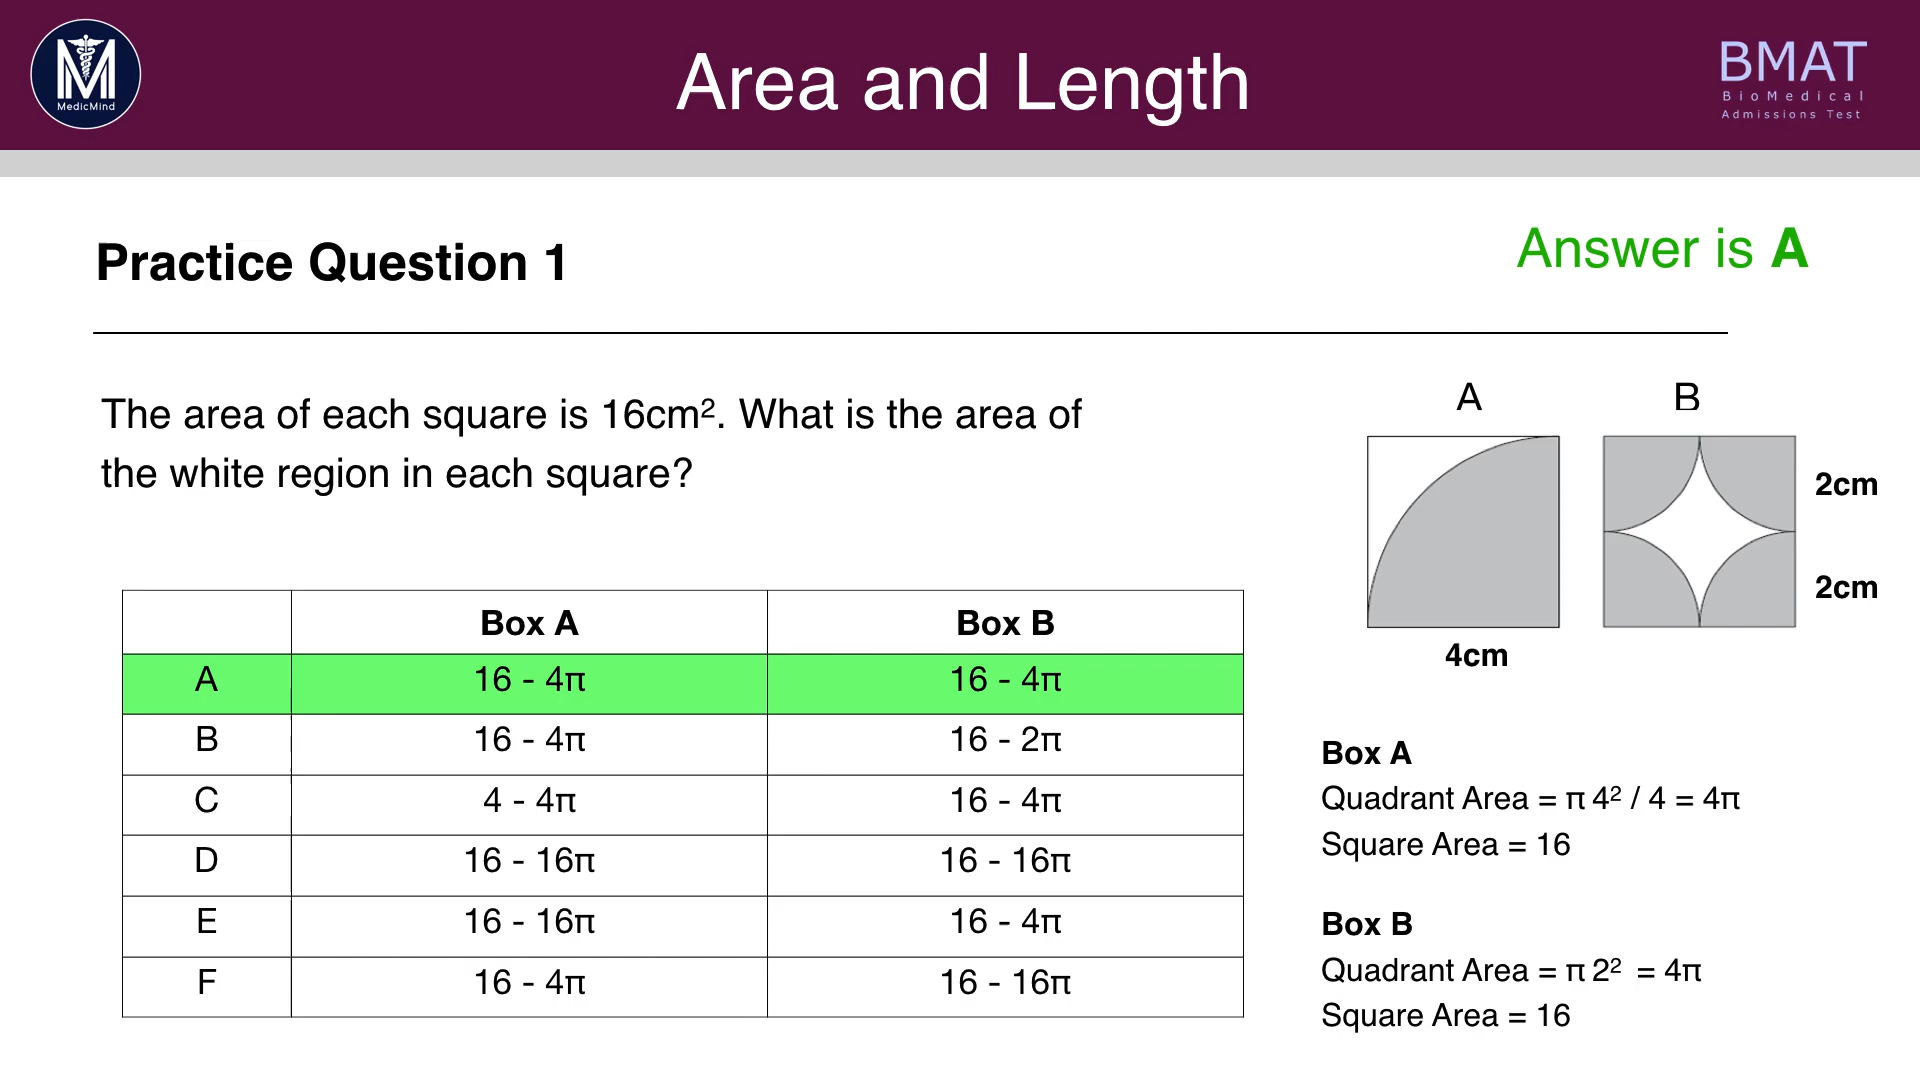 MedicMind
Area and Length
BMAT
BioMedical
Admissions Test
Practice Question 1
Answer is A
The area of each square is 16cm². What is the area of
the white region in each square?
A B
2cm
2cm
4cm
Box A Box B
A 16 - 4π 16 - 4π
B 16 - 4π 16 - 2π
C 4 - 4π 16 - 4π
D 16 - 16π 16 - 16π
E 16 - 16π 16 - 4π
F 16 - 4π 16 - 16π
Box A
Quadrant Area = π 4² / 4 = 4π
Square Area = 16
Box B
Quadrant Area = π 2² = 4π
Square Area = 16